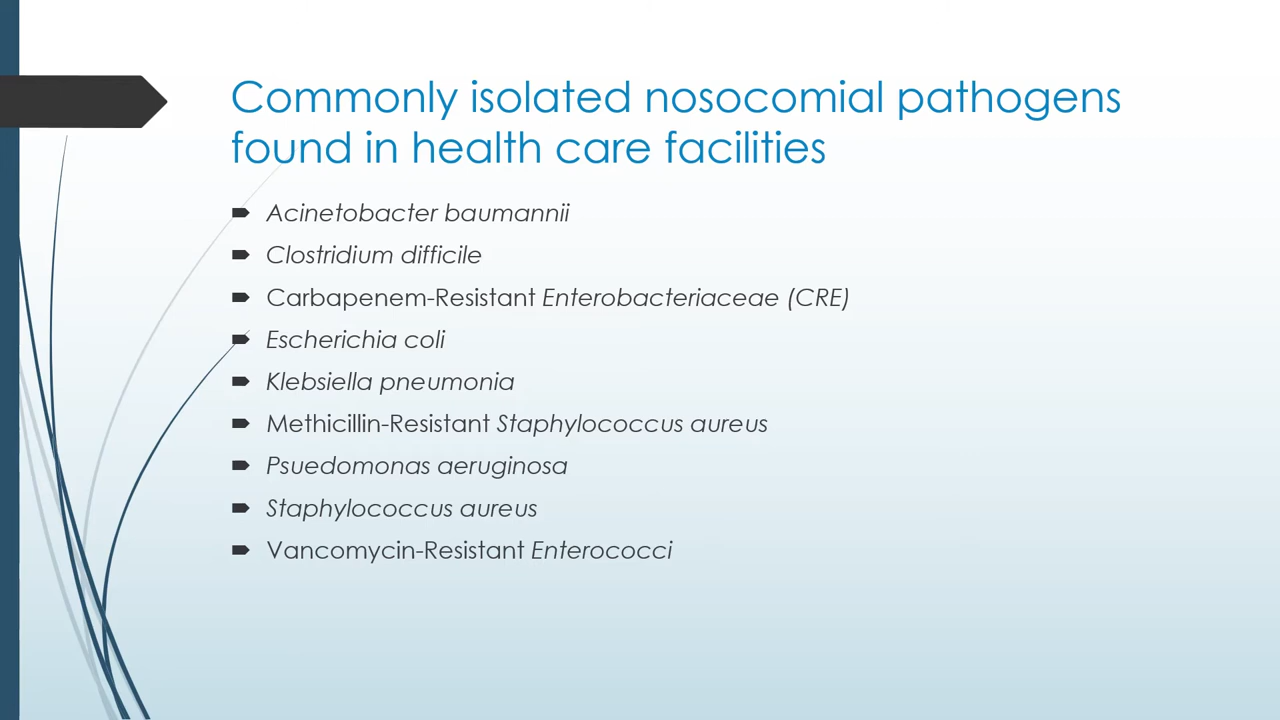 Commonly isolated nosocomial pathogens
found in health care facilities
Acinetobacter baumannii
Clostridium difficile
Carbapenem-Resistant Enterobacteriaceae (CRE)
Escherichia coli
Klebsiella pneumonia
Methicillin-Resistant Staphylococcus aureus
Psuedomonas aeruginosa
Staphylococcus aureus
Vancomycin-Resistant Enterococci